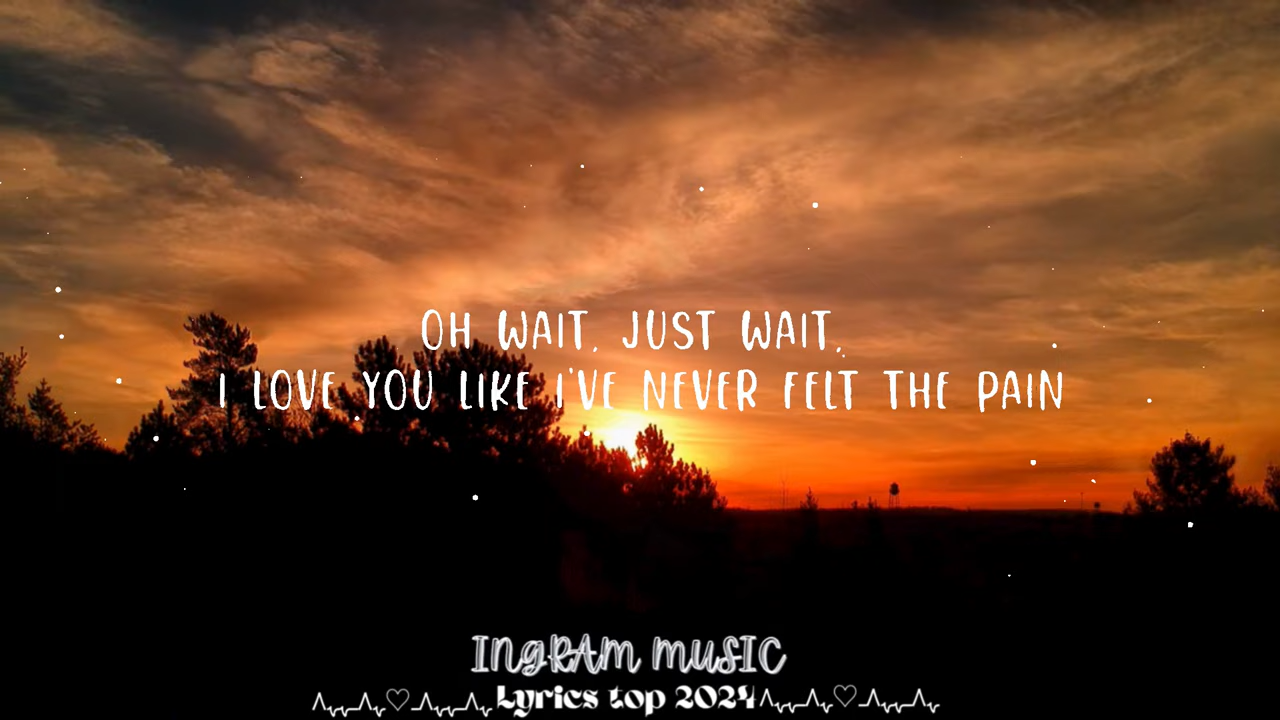 OH WAIT, JUST WAIT,
I LOVE YOU LIKE I'VE NEVER FELT THE PAIN
INGRAM MUSIC
Lyrics top 2024